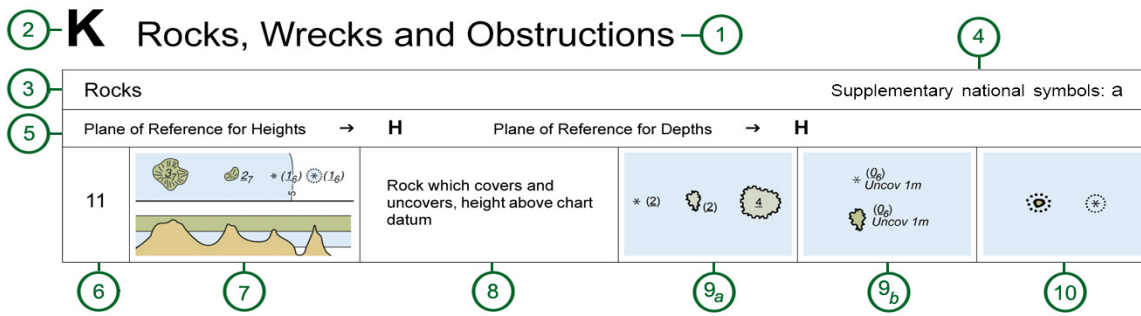 2 K Rocks, Wrecks and Obstructions 1
4
3 Rocks Supplementary national symbols: a
5 Plane of Reference for Heights → H Plane of Reference for Depths → H
11
3₇ 2₇ * (1₆) (1₆)
5
Rock which covers and
uncovers, height above chart
datum
* (2) (2) 4
* (0₆)
Uncov 1m
(0₆)
Uncov 1m
*
6 7 8 9a 9b 10